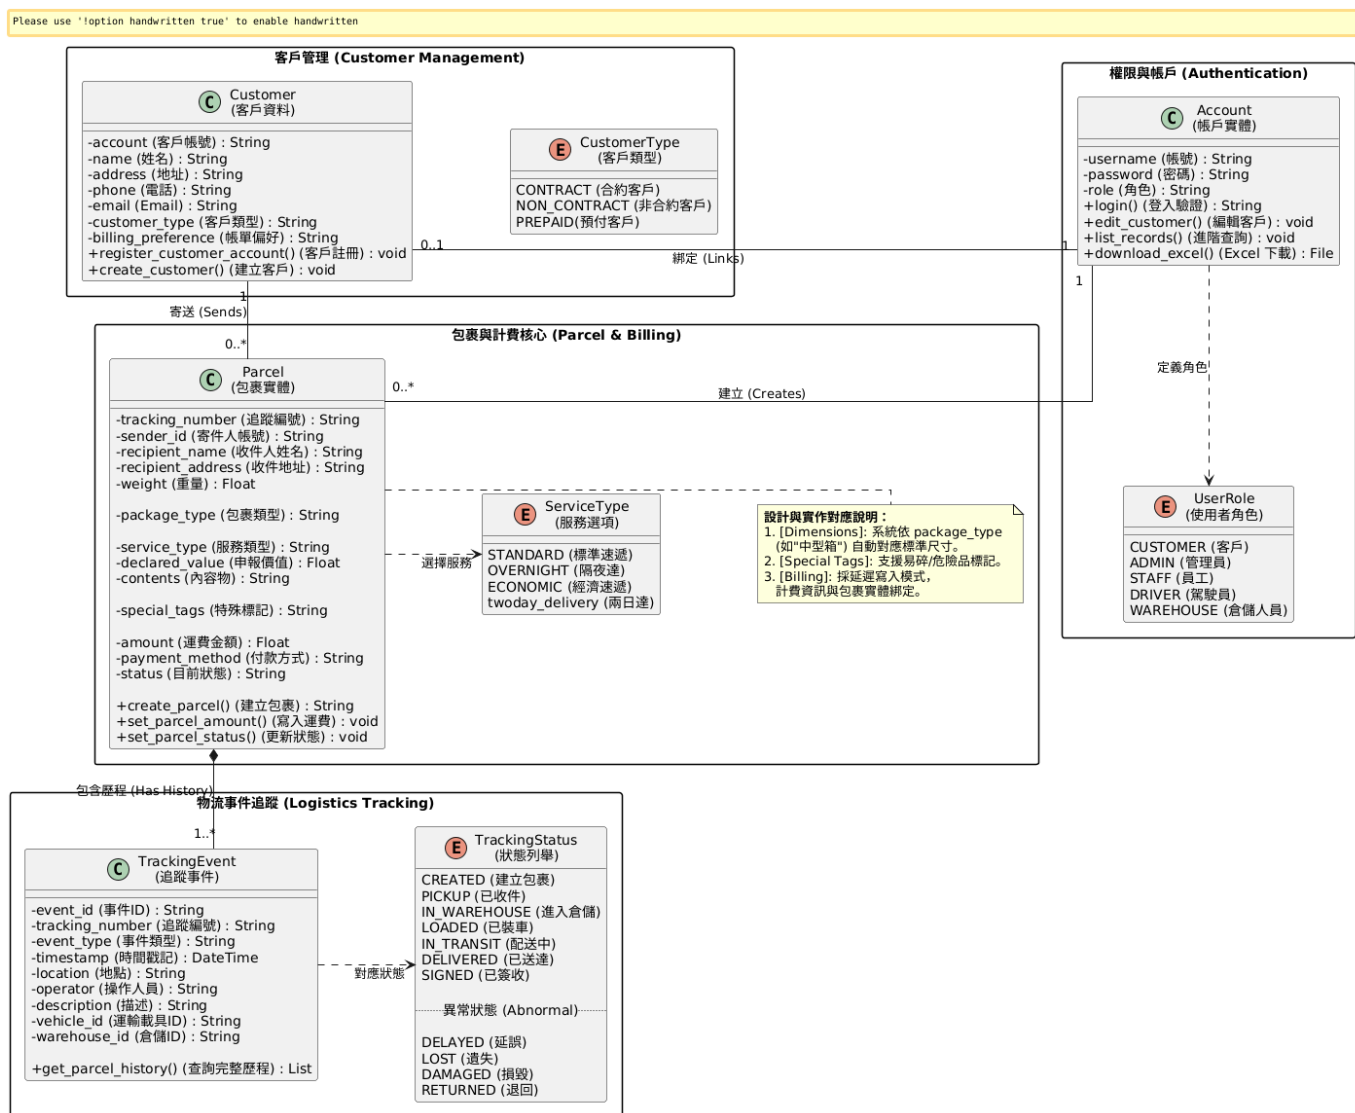 Please use '!option handwritten true' to enable handwritten
客戶管理 (Customer Management)
C
Customer
(客戶資料)
-account (客戶帳號) : String
-name (姓名) : String
-address (地址) : String
-phone (電話) : String
-email (Email) : String
-customer_type (客戶類型) : String
-billing_preference (帳單偏好) : String
+register_customer_account() (客戶註冊) : void
+create_customer() (建立客戶) : void
E
CustomerType
(客戶類型)
CONTRACT (合約客戶)
NON_CONTRACT (非合約客戶)
PREPAID(預付客戶)
權限與帳戶 (Authentication)
C
Account
(帳戶實體)
-username (帳號) : String
-password (密碼) : String
-role (角色) : String
+login() (登入驗證) : String
+edit_customer() (編輯客戶) : void
+list_records() (進階查詢) : void
+download_excel() (Excel 下載) : File
0..1
綁定 (Links)
1
1
寄送 (Sends)
0..*
1
定義角色
E
UserRole
(使用者角色)
CUSTOMER (客戶)
ADMIN (管理員)
STAFF (員工)
DRIVER (駕駛員)
WAREHOUSE (倉儲人員)
包裹與計費核心 (Parcel & Billing)
C
Parcel
(包裹實體)
-tracking_number (追蹤編號) : String
-sender_id (寄件人帳號) : String
-recipient_name (收件人姓名) : String
-recipient_address (收件地址) : String
-weight (重量) : Float
-package_type (包裹類型) : String
-service_type (服務類型) : String
-declared_value (申報價值) : Float
-contents (內容物) : String
-special_tags (特殊標記) : String
-amount (運費金額) : Float
-payment_method (付款方式) : String
-status (目前狀態) : String
+create_parcel() (建立包裹) : String
+set_parcel_amount() (寫入運費) : void
+set_parcel_status() (更新狀態) : void
0..*
建立 (Creates)
選擇服務
E
ServiceType
(服務選項)
STANDARD (標準速遞)
OVERNIGHT (隔夜達)
ECONOMIC (經濟速遞)
twoday_delivery (兩日達)
設計與實作對應說明：
1. [Dimensions]: 系統依 package_type
(如"中型箱") 自動對應標準尺寸。
2. [Special Tags]: 支援易碎/危險品標記。
3. [Billing]: 採延遲寫入模式，
計費資訊與包裹實體綁定。
包含歷程 (Has History)
1..*
物流事件追蹤 (Logistics Tracking)
C
TrackingEvent
(追蹤事件)
-event_id (事件ID) : String
-tracking_number (追蹤編號) : String
-event_type (事件類型) : String
-timestamp (時間戳記) : DateTime
-location (地點) : String
-operator (操作人員) : String
-description (描述) : String
-vehicle_id (運輸載具ID) : String
-warehouse_id (倉儲ID) : String
+get_parcel_history() (查詢完整歷程) : List
對應狀態
E
TrackingStatus
(狀態列舉)
CREATED (建立包裹)
PICKUP (已收件)
IN_WAREHOUSE (進入倉儲)
LOADED (已裝車)
IN_TRANSIT (配送中)
DELIVERED (已送達)
SIGNED (已簽收)
異常狀態 (Abnormal)
DELAYED (延誤)
LOST (遺失)
DAMAGED (損毀)
RETURNED (退回)